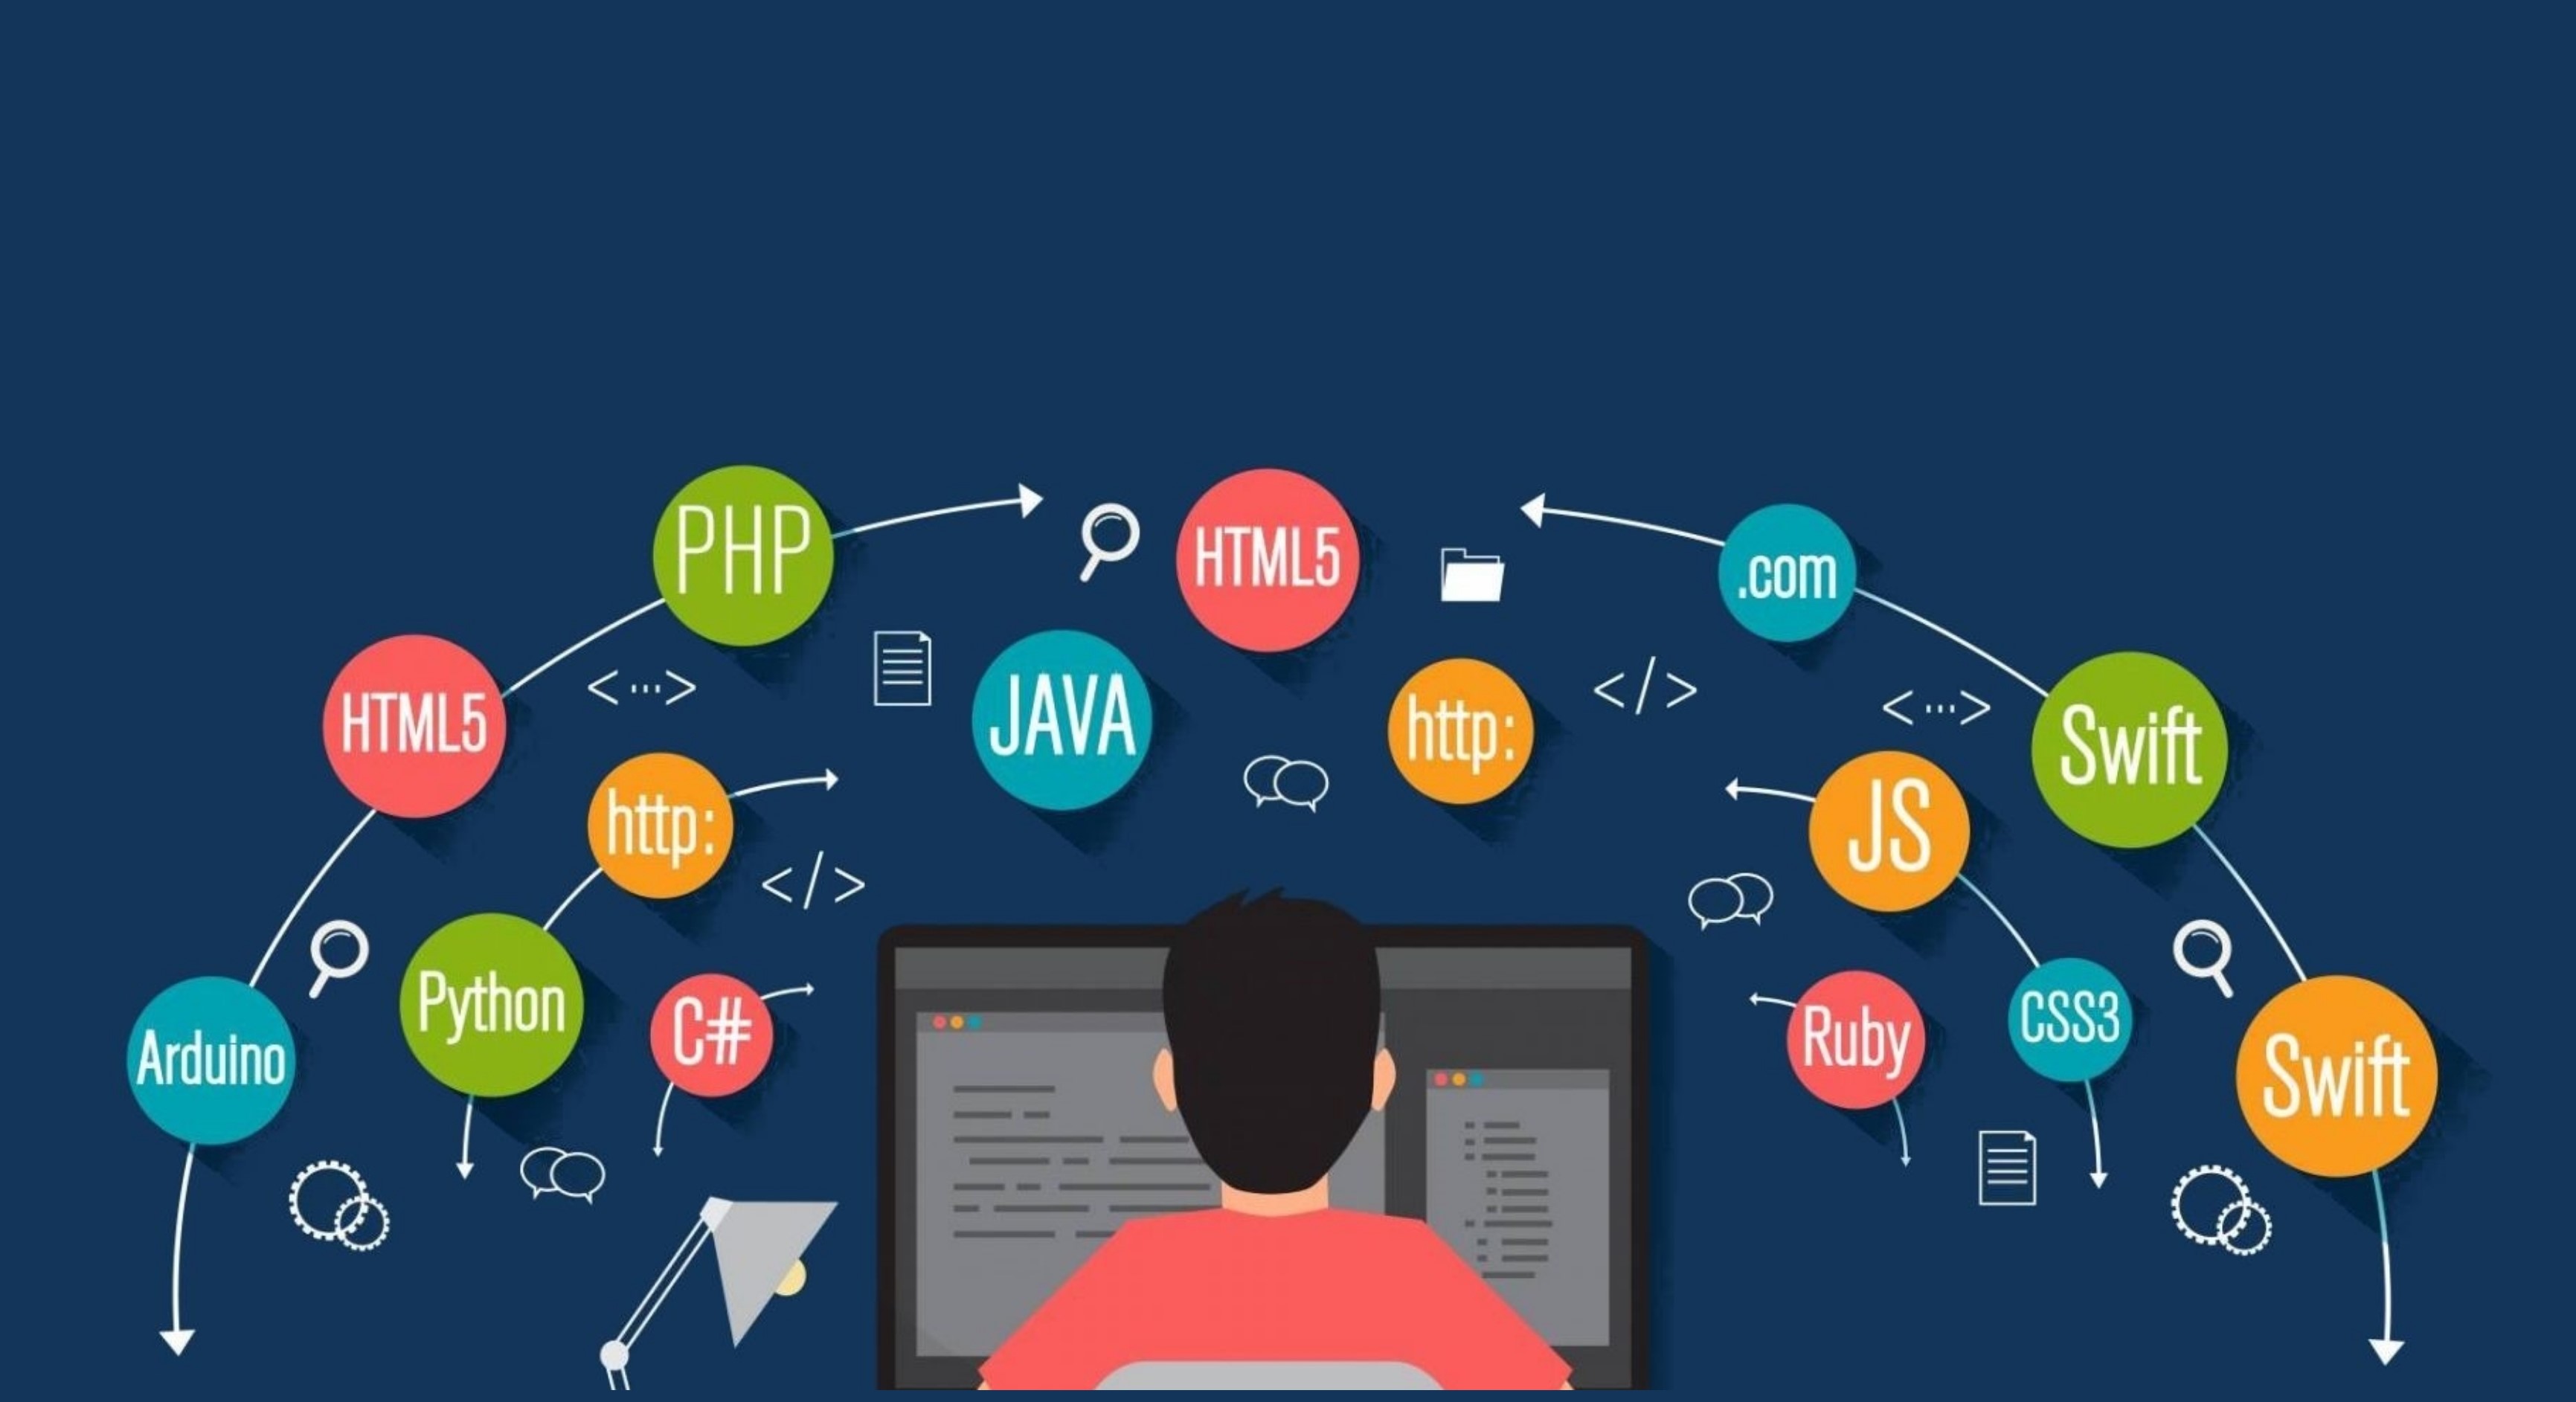 PHP
HTML5
.com
HTML5
JAVA
http:
Swift
http:
JS
Python
C#
Ruby
CSS3
Arduino
Swift